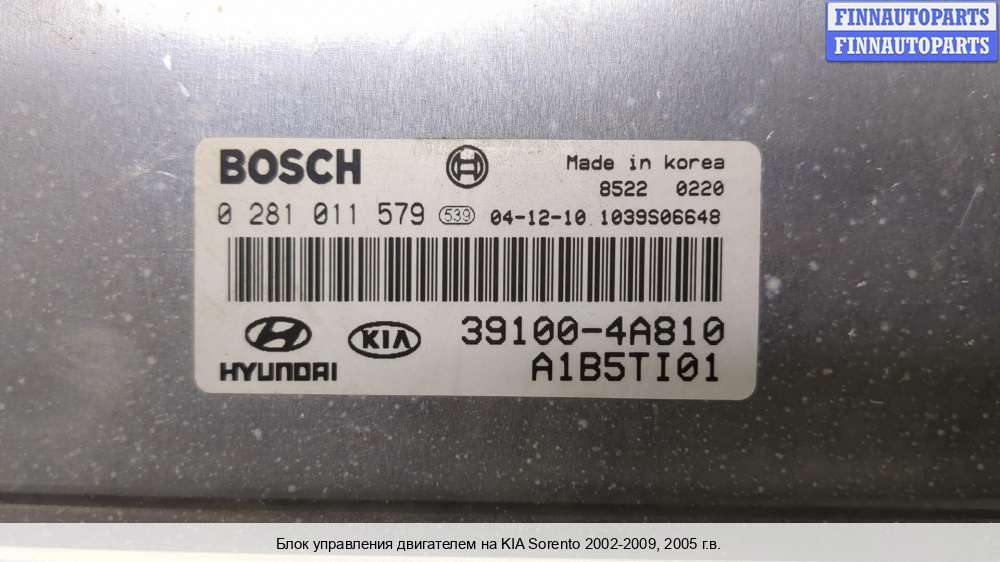 FINNAUTOPARTS
FINNAUTOPARTS
BOSCH
Made in korea
8522 0220
0 281 011 579 539 04-12-10 1039S06648
HYUNDAI KIA 39100-4A810
A1B5TI01
Блок управления двигателем на KIA Sorento 2002-2009, 2005 г.в.